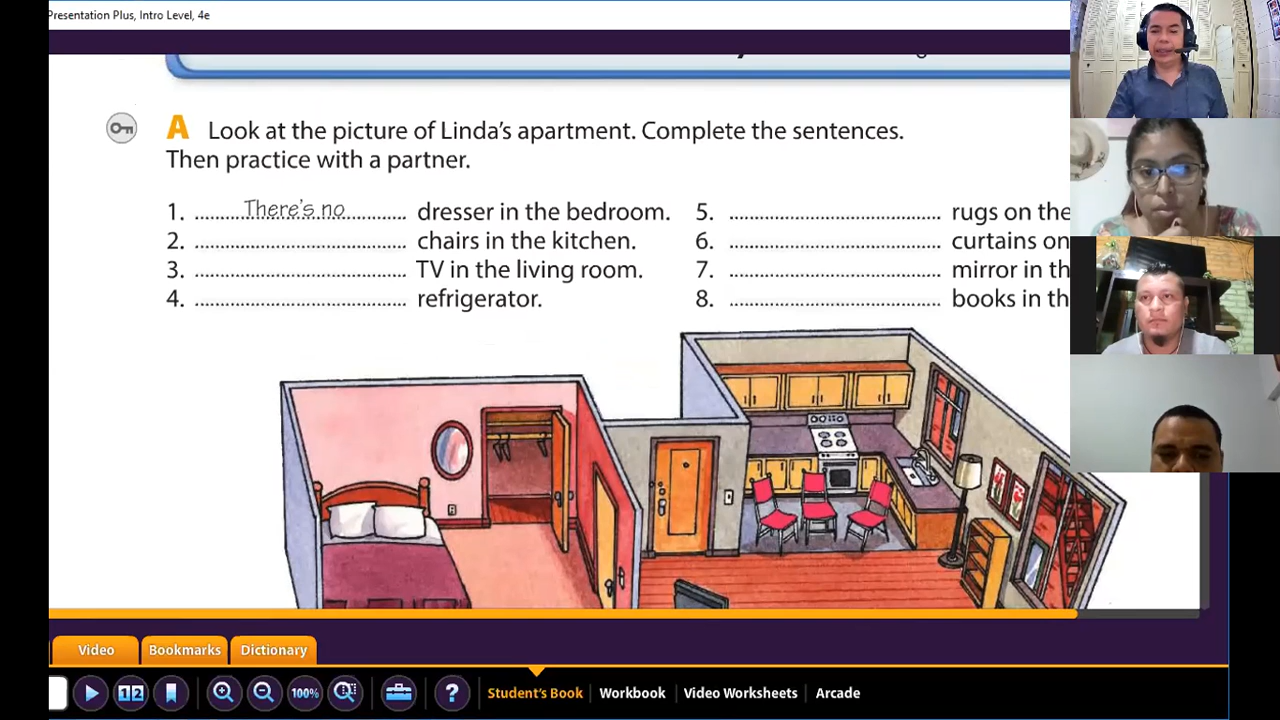 Presentation Plus, Intro Level, 4e
A Look at the picture of Linda's apartment. Complete the sentences.
Then practice with a partner.
1. There's no dresser in the bedroom.
2. .......... chairs in the kitchen.
3. .......... TV in the living room.
4. .......... refrigerator.
5. .......... rugs on the
6. .......... curtains on
7. .......... mirror in th
8. .......... books in th
Video Bookmarks Dictionary
12 100% ? Student's Book Workbook Video Worksheets Arcade